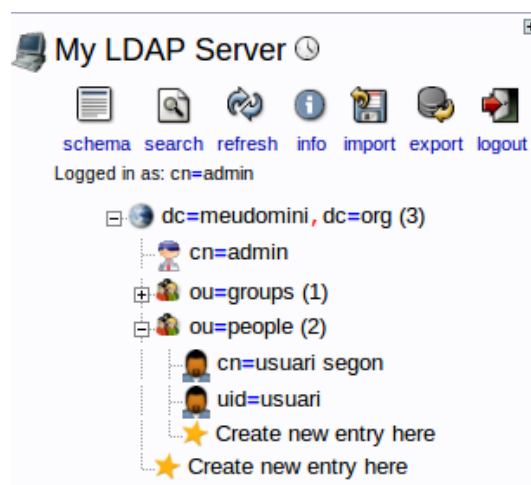 My LDAP Server
schema search refresh info import export logout
Logged in as: cn=admin
dc=meudomini,dc=org (3)
cn=admin
ou=groups (1)
ou=people (2)
cn=usuari segon
uid=usuari
Create new entry here
Create new entry here